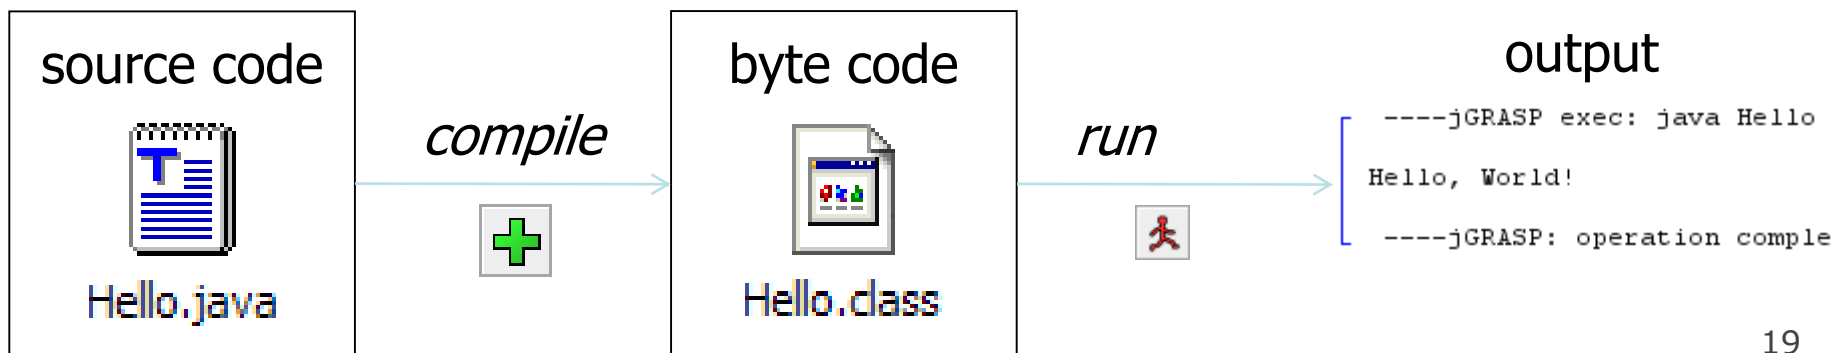 source code
Hello.java
compile
byte code
Hello.class
run
output
----jGRASP exec: java Hello
Hello, World!
----jGRASP: operation comple
19